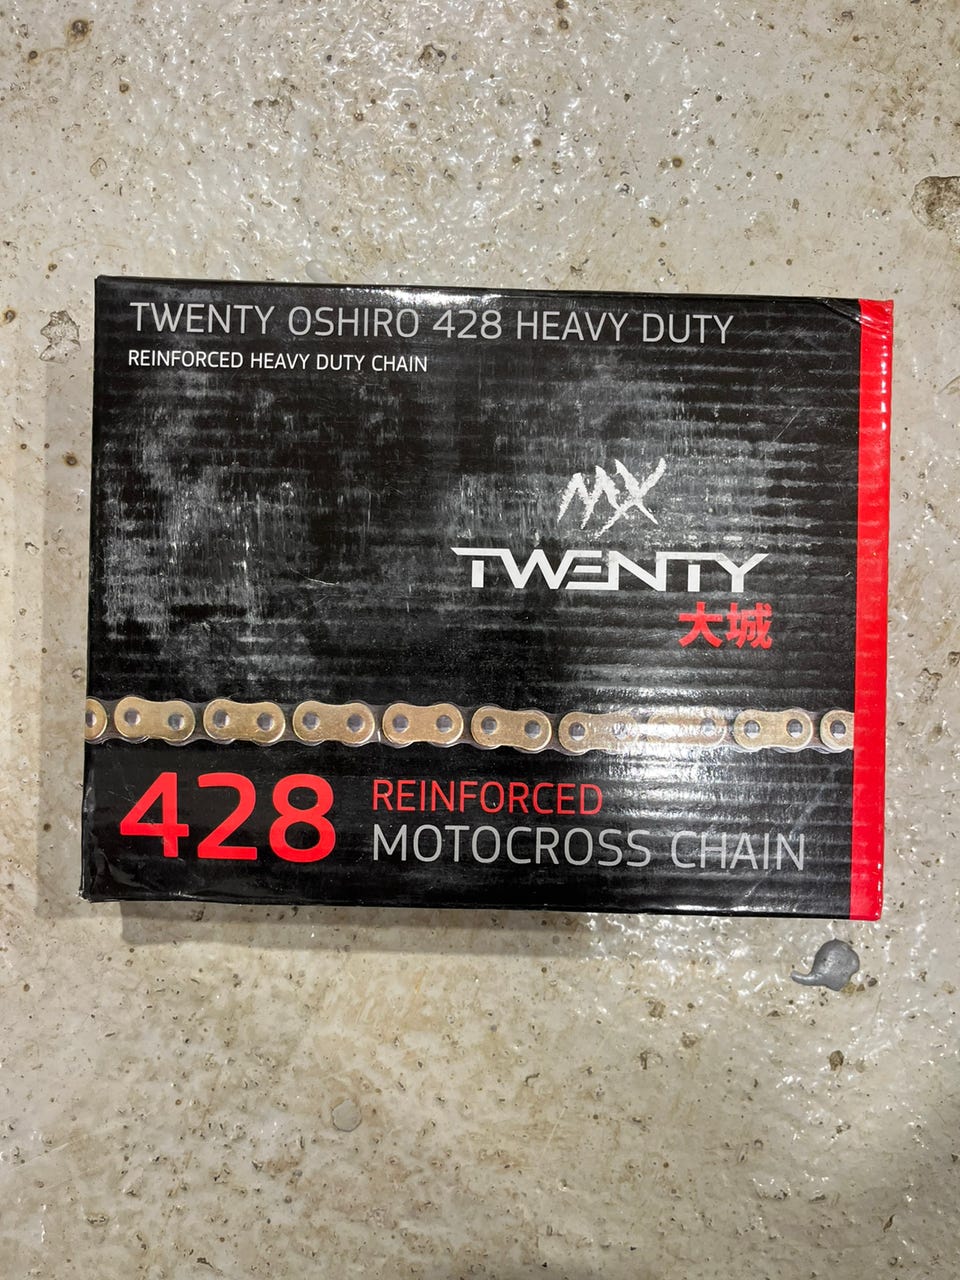 TWENTY OSHIRO 428 HEAVY DUTY
REINFORCED HEAVY DUTY CHAIN
MX
TWENTY
大城
428
REINFORCED
MOTOCROSS CHAIN